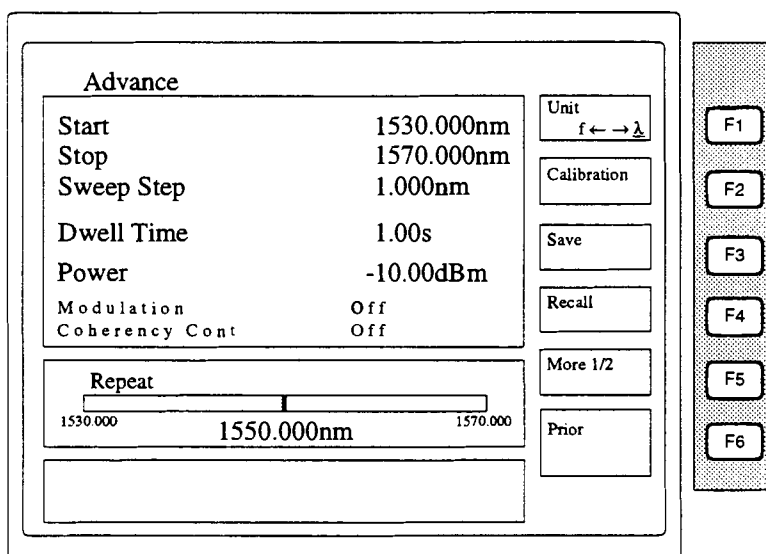 Advance
Start 1530.000nm
Stop 1570.000nm
Sweep Step 1.000nm
Dwell Time 1.00s
Power -10.00dBm
Modulation Off
Coherency Cont Off
Repeat
1530.000 1570.000
1550.000nm
Unit
f ← → λ
Calibration
Save
Recall
More 1/2
Prior
F1
F2
F3
F4
F5
F6